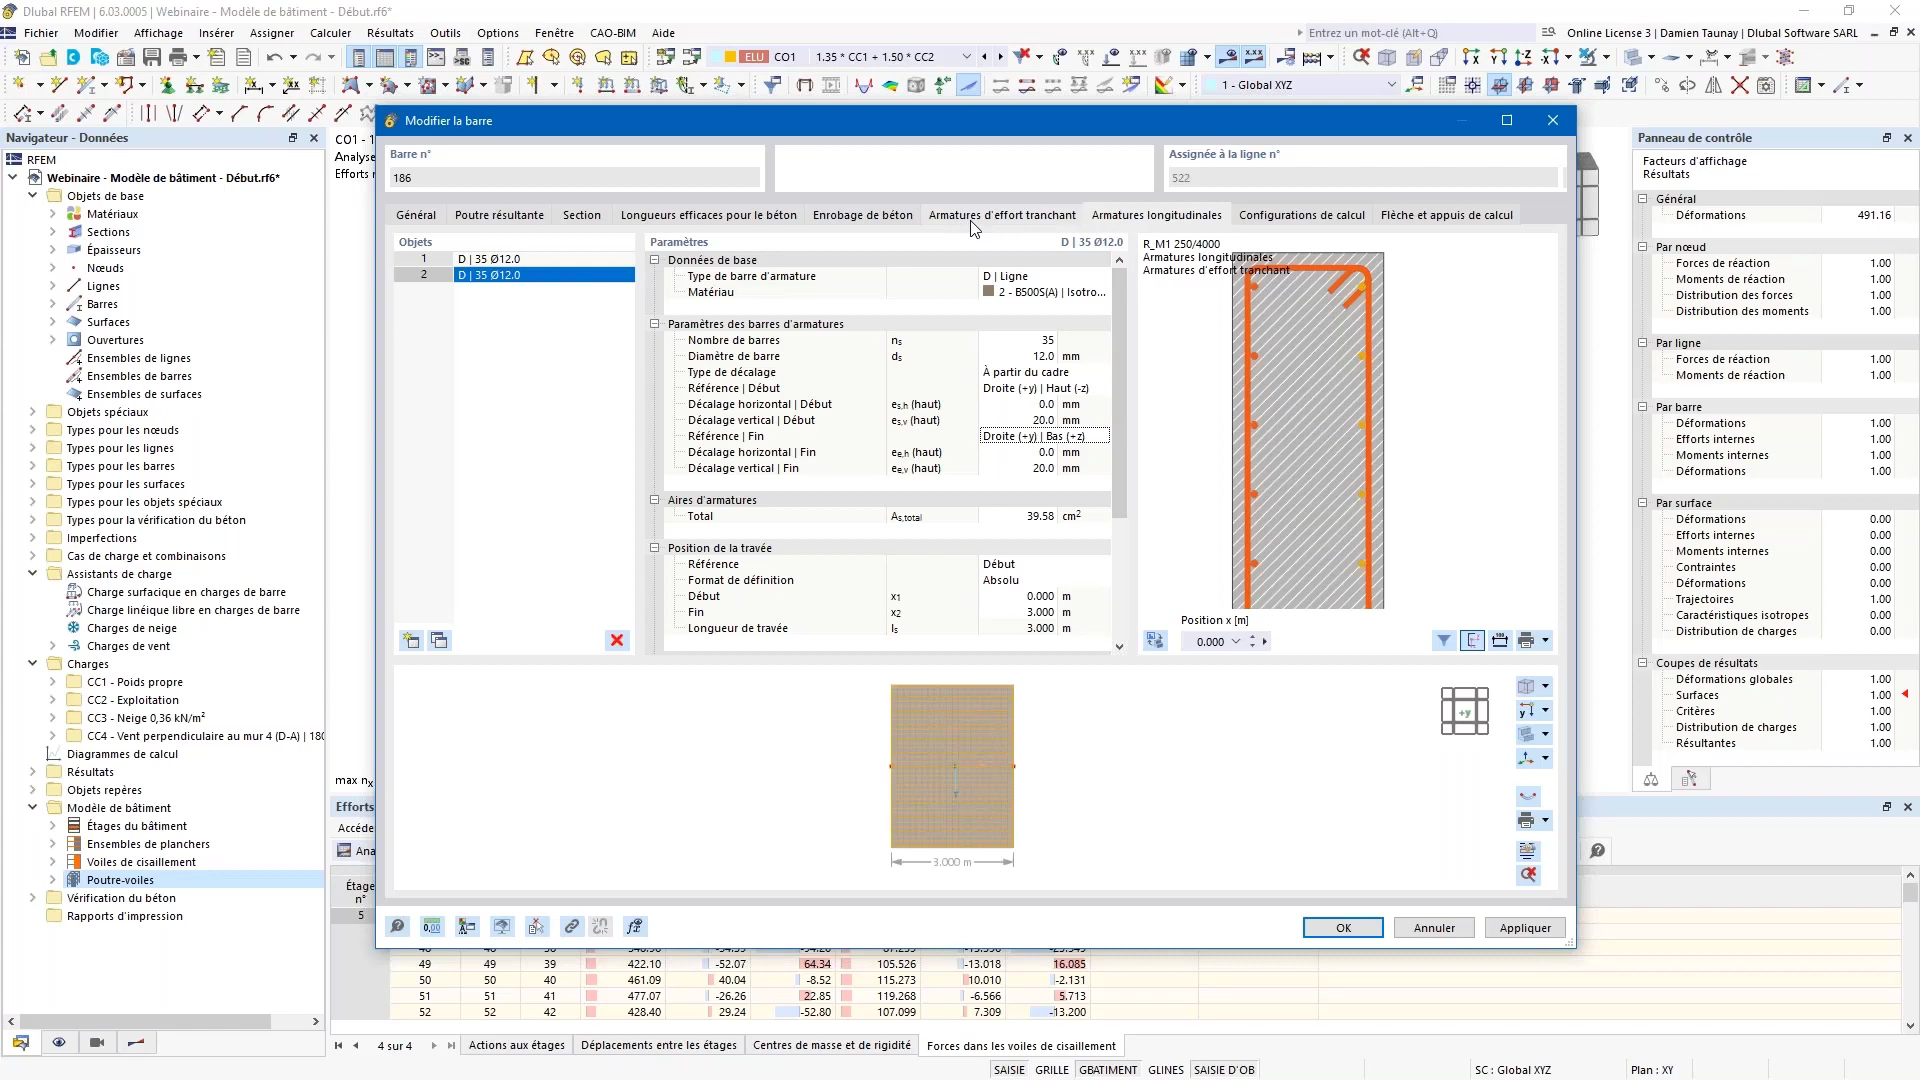 Dlubal RFEM | 6.03.0005 | Webinaire - Modèle de bâtiment - Début.rf6*
Fichier Modifier Affichage Insérer Assigner Calculer Résultats Outils Options Fenêtre CAO-BIM Aide
Entrez un mot-clé (Alt+Q)
Online License 3 | Damien Taunay | Dlubal Software SARL
ELU CO1 1.35 * CC1 + 1.50 * CC2
1 - Global XYZ
Navigateur - Données
RFEM
Webinaire - Modèle de bâtiment - Début.rf6*
Objets de base
Matériaux
Sections
Épaisseurs
Nœuds
Lignes
Barres
Surfaces
Ouvertures
Ensembles de lignes
Ensembles de barres
Ensembles de surfaces
Objets spéciaux
Types pour les nœuds
Types pour les lignes
Types pour les barres
Types pour les surfaces
Types pour les objets spéciaux
Types pour la vérification du béton
Imperfections
Cas de charge et combinaisons
Assistants de charge
Charge surfacique en charges de barre
Charge linéique libre en charges de barre
Charges de neige
Charges de vent
Charges
CC1 - Poids propre
CC2 - Exploitation
CC3 - Neige 0,36 kN/m²
CC4 - Vent perpendiculaire au mur 4 (D-A) | 180
Diagrammes de calcul
Résultats
Objets repères
Modèle de bâtiment
Étages du bâtiment
Ensembles de planchers
Voiles de cisaillement
Poutre-voiles
Vérification du béton
Rapports d'impression
CO1 - 1
Analyse
Efforts
max nx
Efforts
Accéde
Ana
Étage
n°
5
Modifier la barre
Barre n°
186
Assignée à la ligne n°
522
Général Poutre résultante Section Longueurs efficaces pour le béton Enrobage de béton Armatures d'effort tranchant Armatures longitudinales Configurations de calcul Flèche et appuis de calcul
Objets
1 D | 35 Ø12.0
2 D | 35 Ø12.0
Paramètres D | 35 Ø12.0
Données de base
Type de barre d'armature D | Ligne
Matériau 2 - B500S(A) | Isotro...
Paramètres des barres d'armatures
Nombre de barres ns 35
Diamètre de barre ds 12.0 mm
Type de décalage À partir du cadre
Référence | Début Droite (+y) | Haut (-z)
Décalage horizontal | Début es,h (haut) 0.0 mm
Décalage vertical | Début es,v (haut) 20.0 mm
Référence | Fin Droite (+y) | Bas (+z)
Décalage horizontal | Fin ee,h (haut) 0.0 mm
Décalage vertical | Fin ee,v (haut) 20.0 mm
Aires d'armatures
Total As,total 39.58 cm2
Position de la travée
Référence Début
Format de définition Absolu
Début x1 0.000 m
Fin x2 3.000 m
Longueur de travée ls 3.000 m
R_M1 250/4000
Armatures longitudinales
Armatures d'effort tranchant
Position x [m]
0.000
3.000 m
+y
OK Annuler Appliquer
49 49 39 422.10 -52.07 64.34 105.526 -13.018 16.085
50 50 40 461.09 40.04 -8.52 115.273 10.010 -2.131
51 51 41 477.07 -26.26 22.85 119.268 -6.566 5.713
52 52 42 428.40 29.24 -52.80 107.099 7.309 -13.200
4 sur 4 Actions aux étages Déplacements entre les étages Centres de masse et de rigidité Forces dans les voiles de cisaillement
Panneau de contrôle
Facteurs d'affichage
Résultats
Général
Déformations 491.16
Par nœud
Forces de réaction 1.00
Moments de réaction 1.00
Distribution des forces 1.00
Distribution des moments 1.00
Par ligne
Forces de réaction 1.00
Moments de réaction 1.00
Par barre
Déformations 1.00
Efforts internes 1.00
Moments internes 1.00
Déformations 1.00
Par surface
Déformations 0.00
Efforts internes 0.00
Moments internes 0.00
Contraintes 0.00
Déformations 0.00
Trajectoires 1.00
Caractéristiques isotropes 0.00
Distribution de charges 0.00
Coupes de résultats
Déformations globales 1.00
Surfaces 1.00
Critères 1.00
Distribution de charges 1.00
Résultantes 1.00
SAISIE GRILLE GBATIMENT GLINES SAISIE D'OB SC : Global XYZ Plan : XY